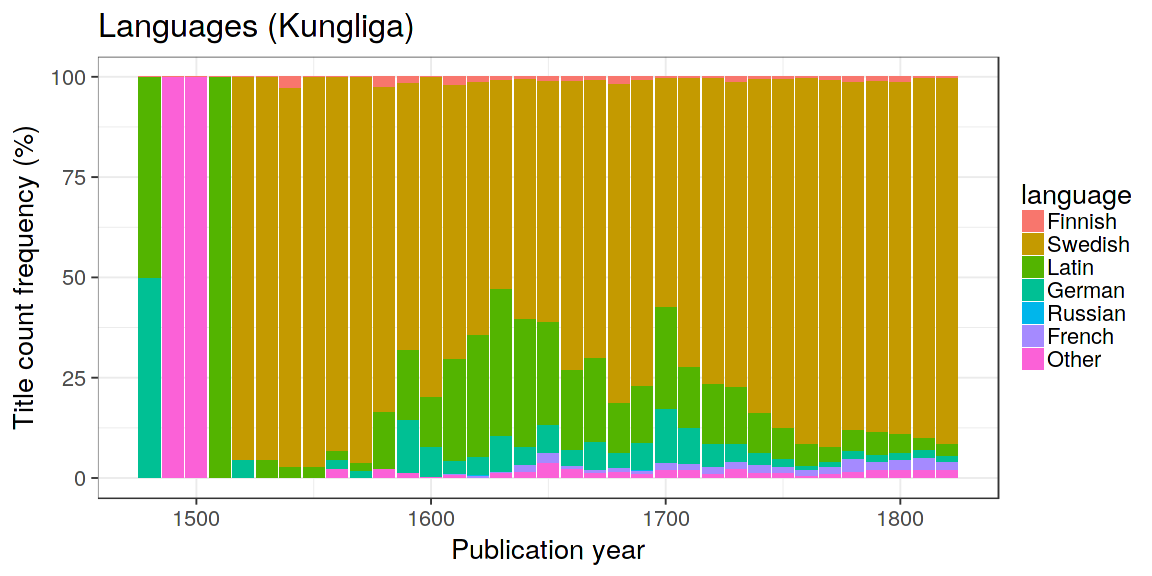 Languages (Kungliga)
Title count frequency (%)
100
75
50
25
0
1500
1600
1700
1800
Publication year
language
Finnish
Swedish
Latin
German
Russian
French
Other